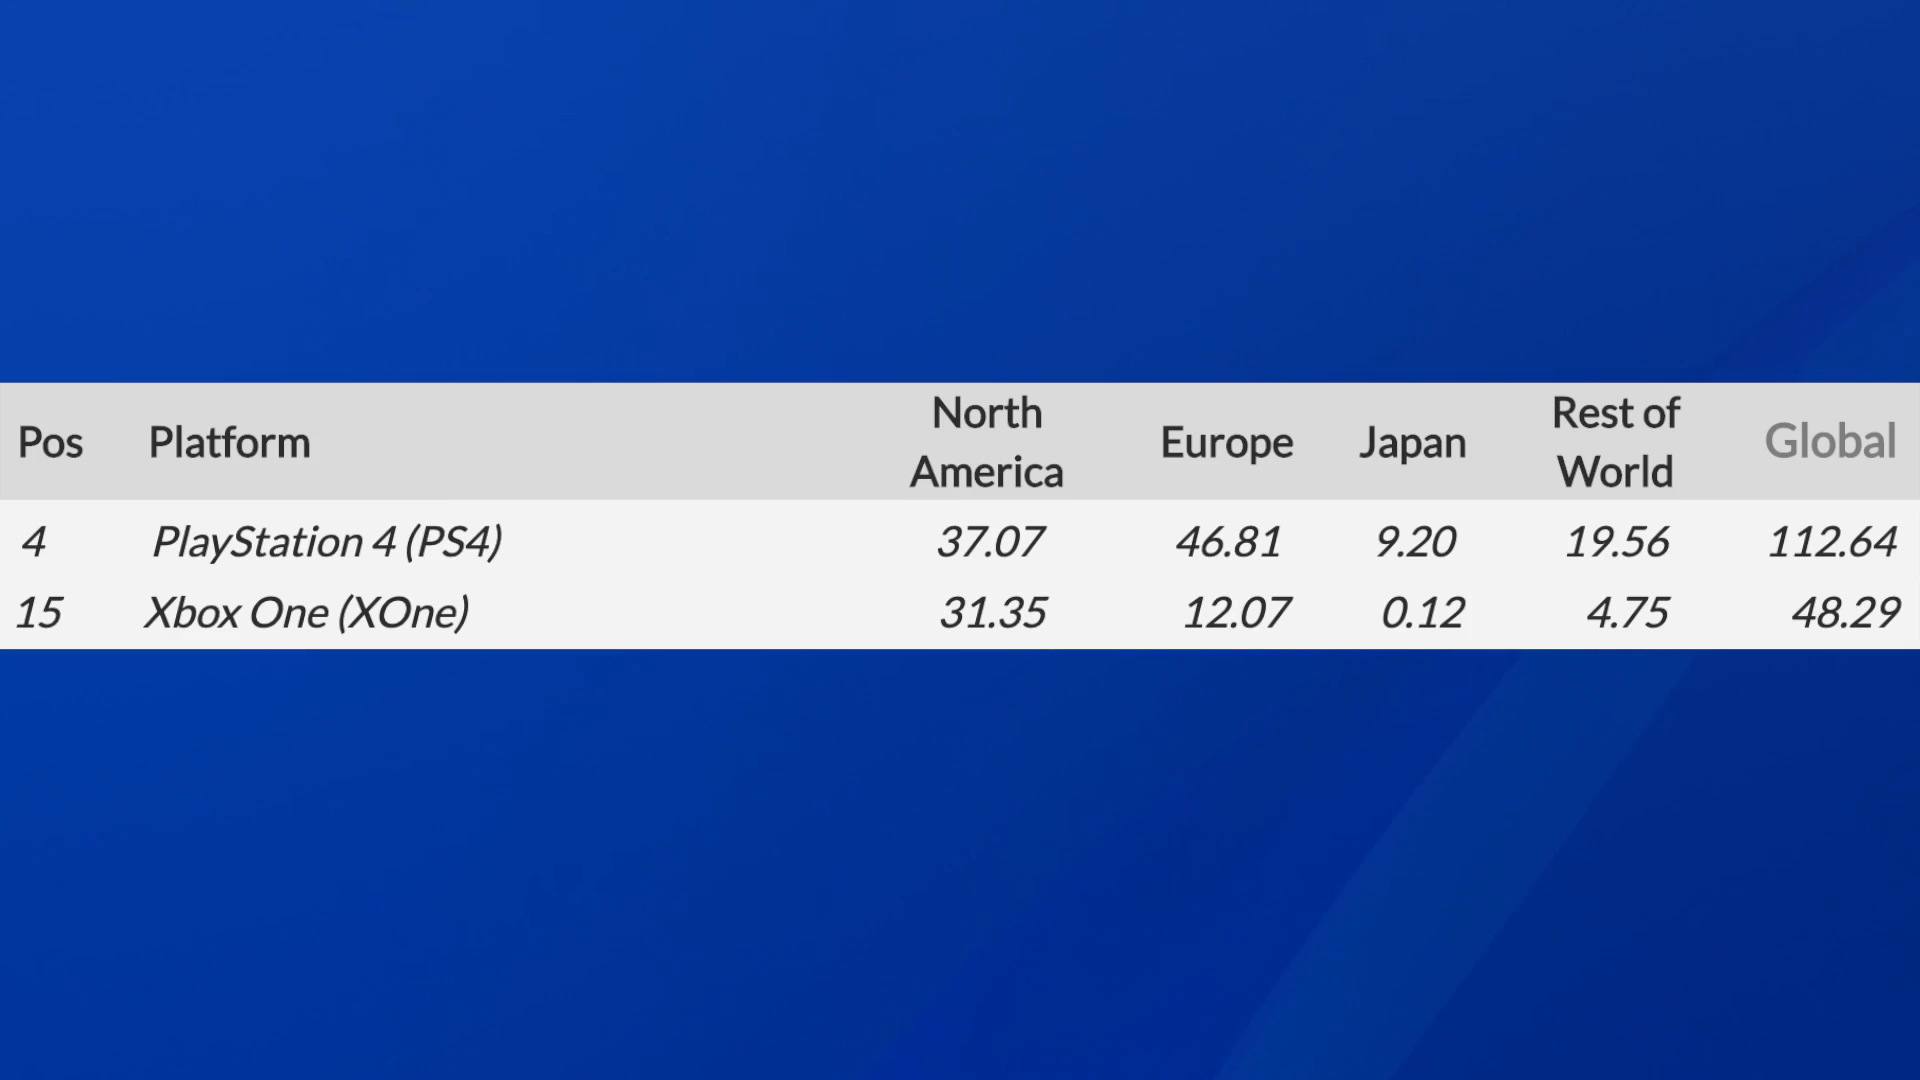 Pos Platform North America Europe Japan Rest of World Global
4 PlayStation 4 (PS4) 37.07 46.81 9.20 19.56 112.64
15 Xbox One (XOne) 31.35 12.07 0.12 4.75 48.29